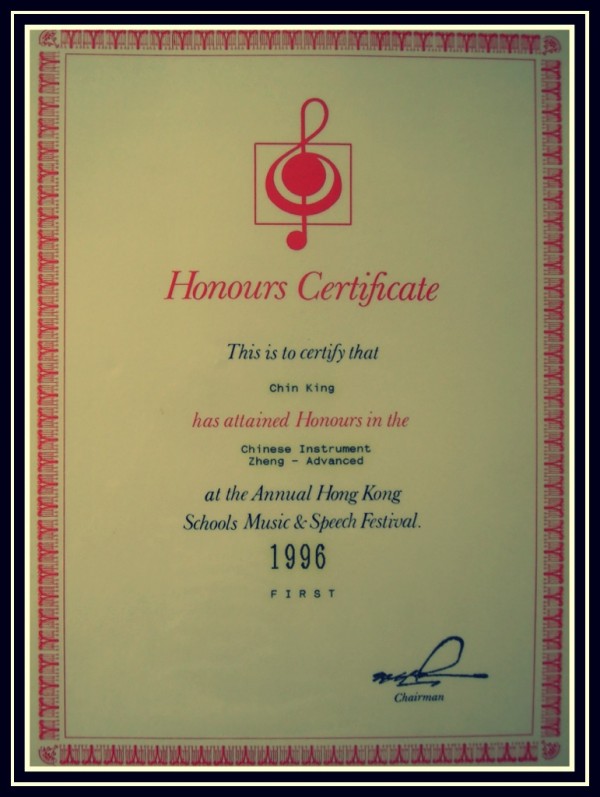 Honours Certificate
This is to certify that
Chin King
has attained Honours in the
Chinese Instrument
Zheng - Advanced
at the Annual Hong Kong
Schools Music & Speech Festival.
1996
FIRST
Chairman